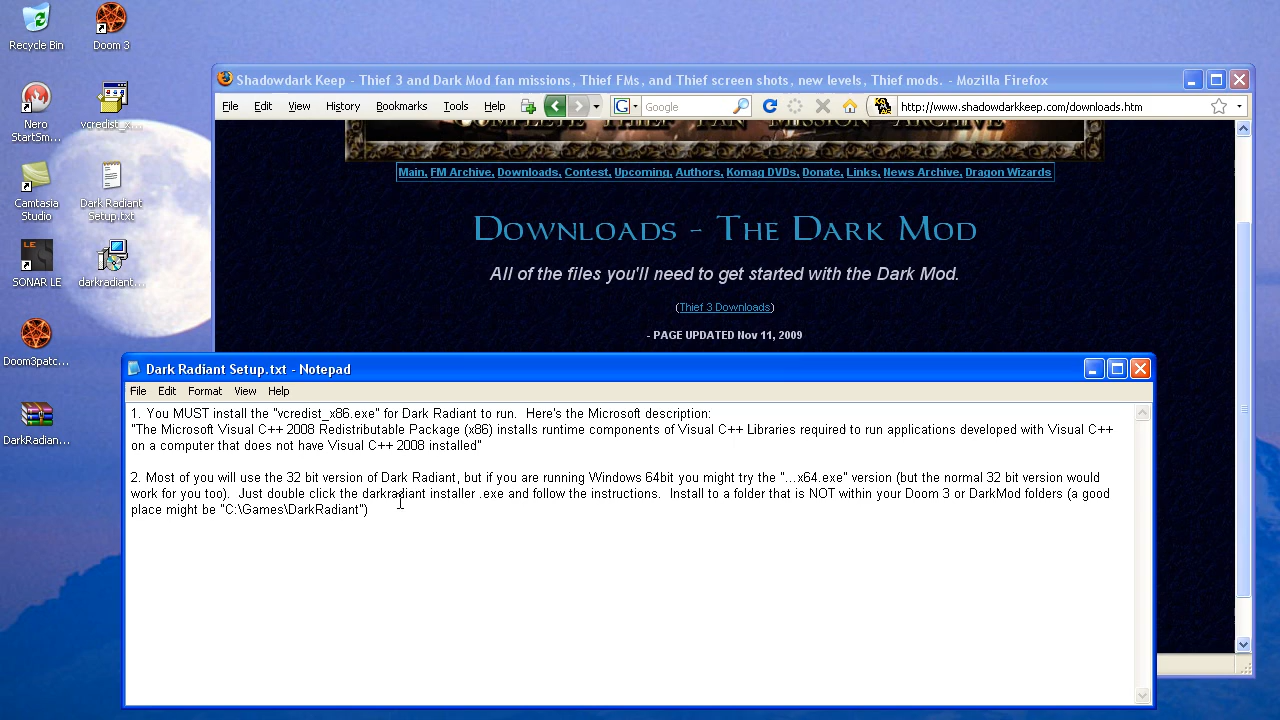 Recycle Bin
Doom 3
Nero
StartSm...
vcredist_x...
Camtasia
Studio
Dark Radiant
Setup.txt
LE
SONAR LE
darkradiant...
Doom3patc...
DarkRadian...
Shadowdark Keep - Thief 3 and Dark Mod fan missions, Thief FMs, and Thief screen shots, new levels, Thief mods. - Mozilla Firefox
File Edit View History Bookmarks Tools Help G Google http://www.shadowdarkkeep.com/downloads.htm
COMPLETE THIEF FAN MISSION ARCHIVE
Main, FM Archive, Downloads, Contest, Upcoming, Authors, Komag DVDs, Donate, Links, News Archive, Dragon Wizards
Downloads - The Dark Mod
All of the files you'll need to get started with the Dark Mod.
(Thief 3 Downloads)
- PAGE UPDATED Nov 11, 2009
Dark Radiant Setup.txt - Notepad
File Edit Format View Help
1. You MUST install the "vcredist_x86.exe" for Dark Radiant to run.  Here's the Microsoft description:
"The Microsoft Visual C++ 2008 Redistributable Package (x86) installs runtime components of Visual C++ Libraries required to run applications developed with Visual C++
on a computer that does not have Visual C++ 2008 installed"
2. Most of you will use the 32 bit version of Dark Radiant, but if you are running Windows 64bit you might try the "...x64.exe" version (but the normal 32 bit version would
work for you too).  Just double click the darkradiant installer .exe and follow the instructions.  Install to a folder that is NOT within your Doom 3 or DarkMod folders (a good
place might be "C:\Games\DarkRadiant")